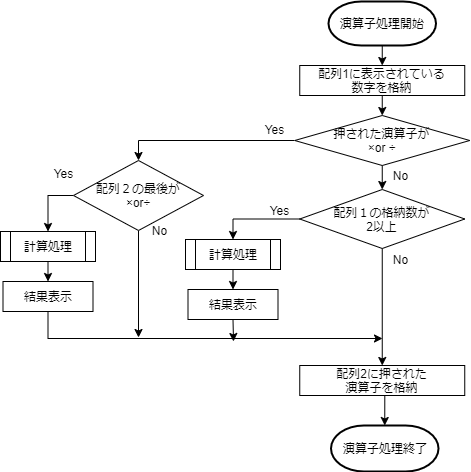 演算子処理開始
配列1に表示されている
数字を格納
押された演算子が
×or ÷
Yes
No
配列２の最後が
×or÷
Yes
No
配列１の格納数が
2以上
Yes
No
計算処理
計算処理
結果表示
結果表示
配列2に押された
演算子を格納
演算子処理終了